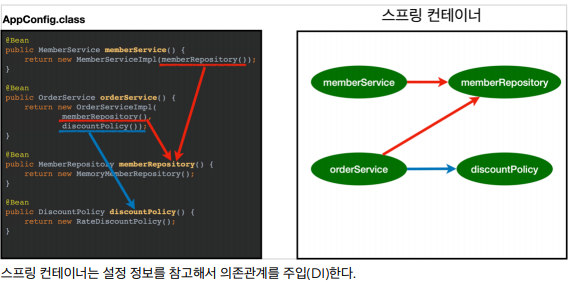 AppConfig.class
@Bean
public MemberService memberService() {
return new MemberServiceImpl(memberRepository());
}
@Bean
public OrderService orderService() {
return new OrderServiceImpl(
memberRepository(),
discountPolicy());
}
@Bean
public MemberRepository memberRepository() {
return new MemoryMemberRepository();
}
@Bean
public DiscountPolicy discountPolicy() {
return new RateDiscountPolicy();
}
스프링 컨테이너
memberService
memberRepository
orderService
discountPolicy
스프링 컨테이너는 설정 정보를 참고해서 의존관계를 주입(DI)한다.